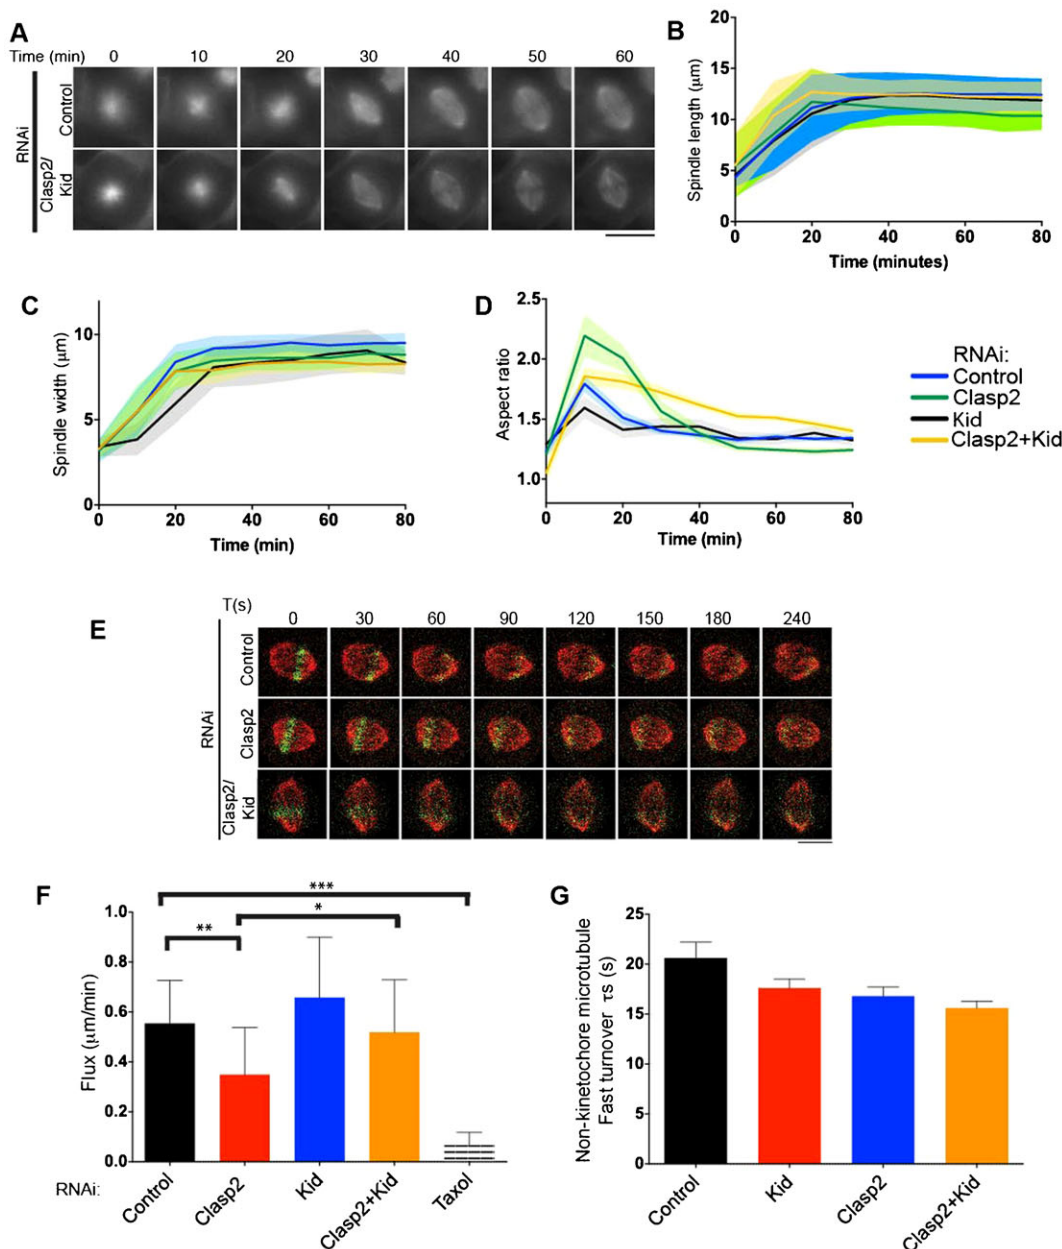 A
Time (min) 0 10 20 30 40 50 60
RNAi
Control
Clasp2/
Kid
B
Spindle length (μm)
20
15
10
5
0
0 20 40 60 80
Time (minutes)
C
Spindle width (μm)
10
5
0
0 20 40 60 80
Time (min)
D
Aspect ratio
2.5
2.0
1.5
1.0
0 20 40 60 80
Time (min)
RNAi:
Control
Clasp2
Kid
Clasp2+Kid
E
T(s)
0 30 60 90 120 150 180 240
RNAi
Control
Clasp2
Clasp2/
Kid
F
Flux (μm/min)
1.0
0.8
0.6
0.4
0.2
0.0
***
*
**
RNAi:
Control
Clasp2
Kid
Clasp2+Kid
Taxol
G
Non-kinetochore microtubule
Fast turnover τs (s)
25
20
15
10
5
0
Control
Kid
Clasp2
Clasp2+Kid